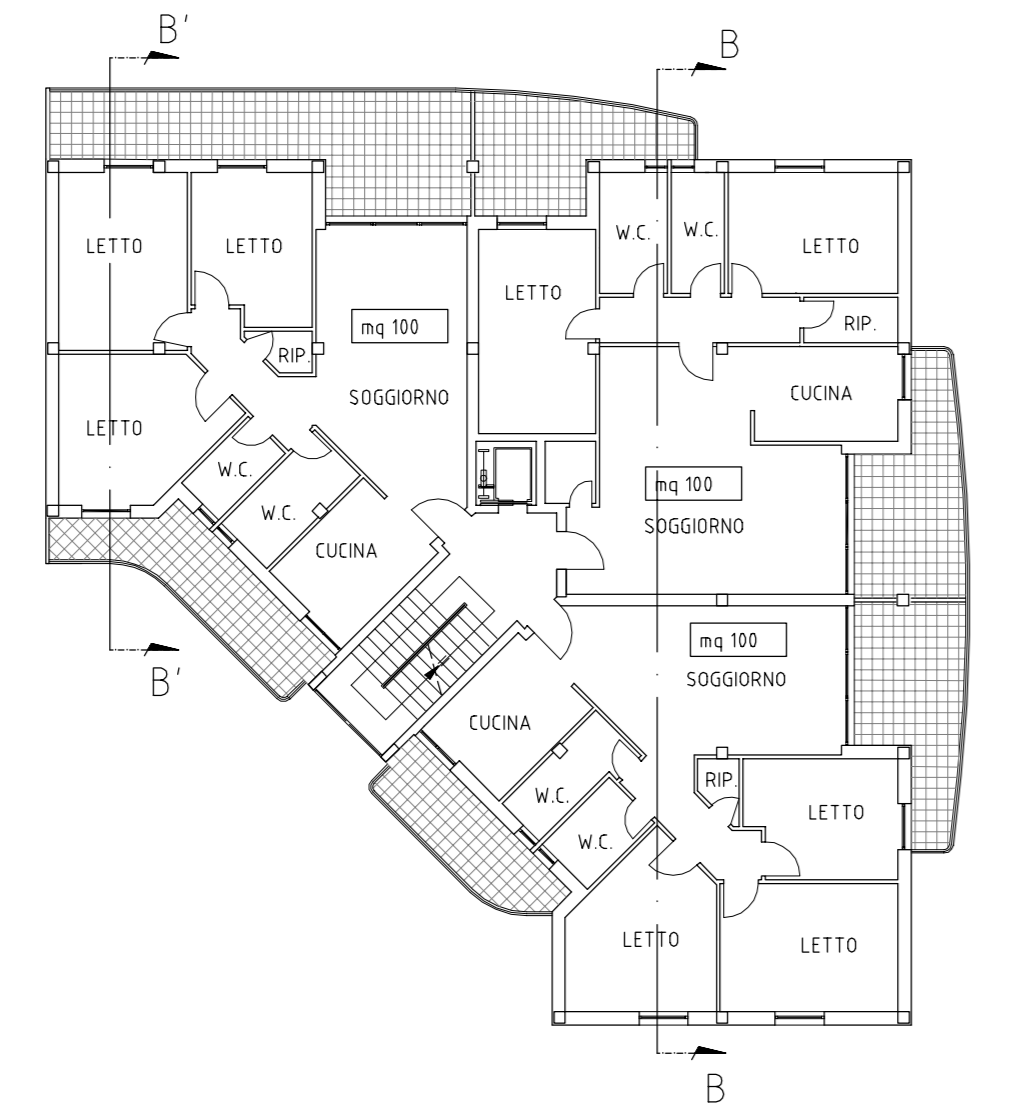 B'
B
W.C.
W.C.
LETTO
LETTO
LETTO
LETTO
mq 100
RIP.
RIP.
CUCINA
SOGGIORNO
LETTO
W.C.
mq 100
W.C.
SOGGIORNO
CUCINA
mq 100
B'
SOGGIORNO
CUCINA
RIP.
W.C.
LETTO
W.C.
LETTO
LETTO
B